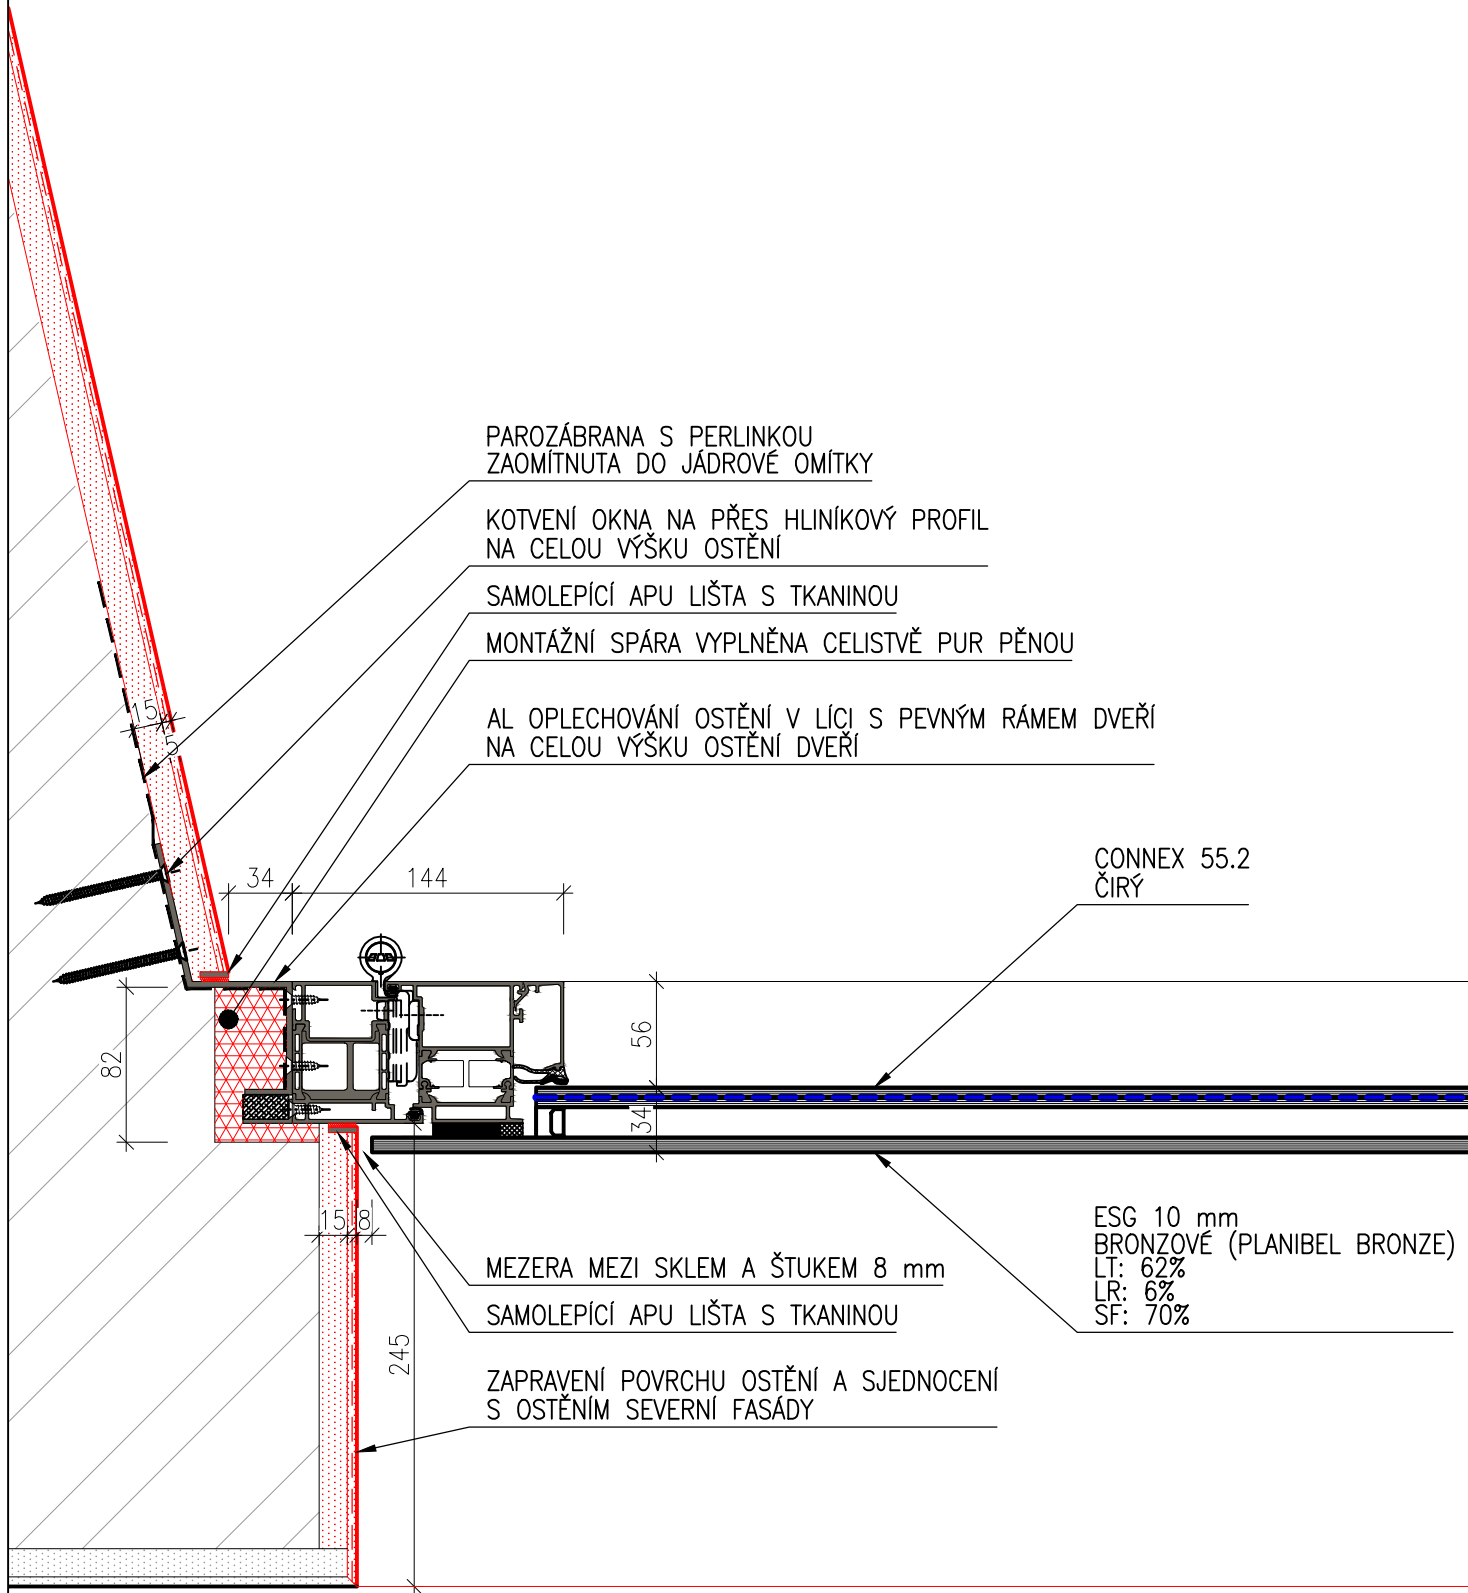 PAROZÁBRANA S PERLINKOU
ZAOMÍTNUTA DO JÁDROVÉ OMÍTKY
KOTVENÍ OKNA NA PŘES HLINÍKOVÝ PROFIL
NA CELOU VÝŠKU OSTĚNÍ
SAMOLEPÍCÍ APU LIŠTA S TKANINOU
MONTÁŽNÍ SPÁRA VYPLNĚNA CELISTVĚ PUR PĚNOU
AL OPLECHOVÁNÍ OSTĚNÍ V LÍCI S PEVNÝM RÁMEM DVEŘÍ
NA CELOU VÝŠKU OSTĚNÍ DVEŘÍ
15
5
CONNEX 55.2
ČIRÝ
34
144
82
56
34
15
8
MEZERA MEZI SKLEM A ŠTUKEM 8 mm
SAMOLEPÍCÍ APU LIŠTA S TKANINOU
245
ZAPRAVENÍ POVRCHU OSTĚNÍ A SJEDNOCENÍ
S OSTĚNÍM SEVERNÍ FASÁDY
ESG 10 mm
BRONZOVÉ (PLANIBEL BRONZE)
LT: 62%
LR: 6%
SF: 70%